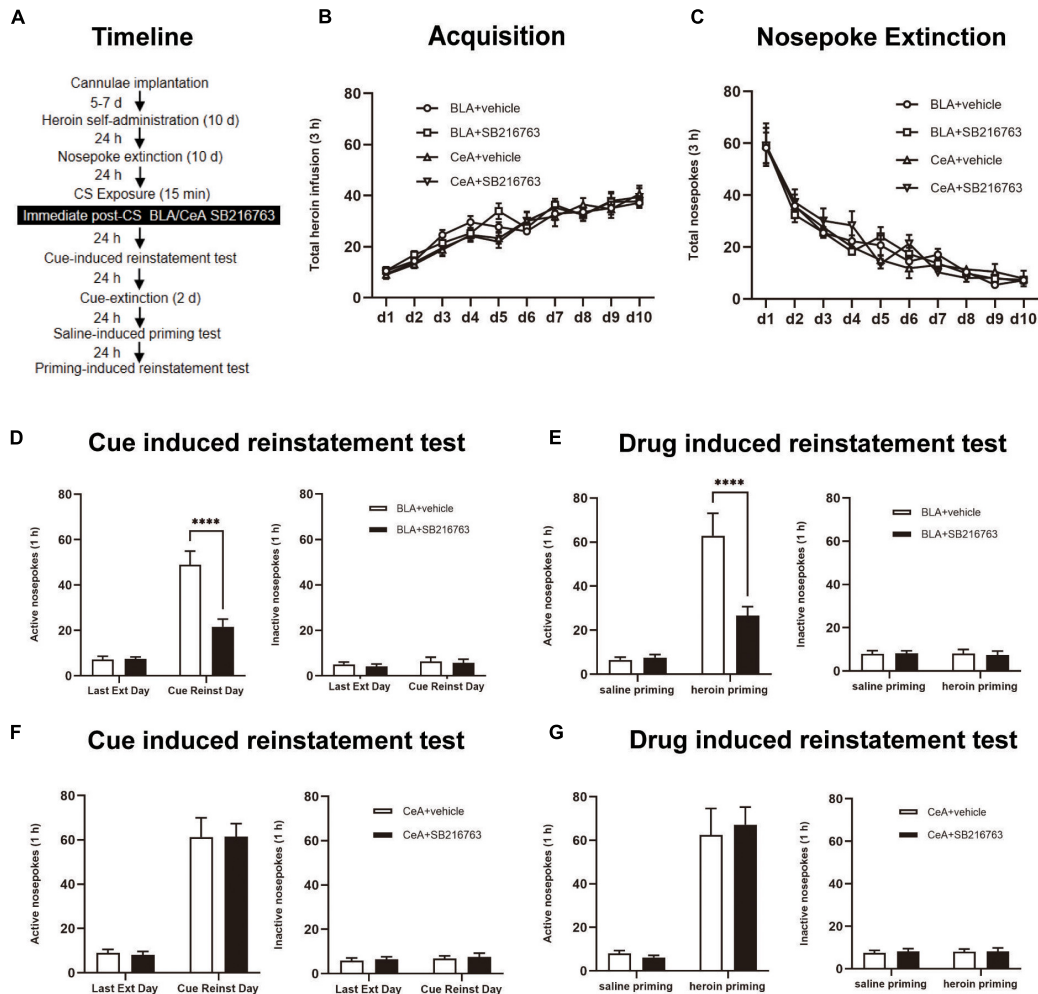 A
Timeline
Cannulae implantation
5-7 d
Heroin self-administration (10 d)
24 h
Nosepoke extinction (10 d)
24 h
CS Exposure (15 min)
Immediate post-CS BLA/CeA SB216763
24 h
Cue-induced reinstatement test
24 h
Cue-extinction (2 d)
24 h
Saline-induced priming test
24 h
Priming-induced reinstatement test
B
Acquisition
Total heroin infusion (3 h)
80
60
40
20
0
BLA+vehicle
BLA+SB216763
CeA+vehicle
CeA+SB216763
d1 d2 d3 d4 d5 d6 d7 d8 d9 d10
C
Nosepoke Extinction
Total nosepokes (3 h)
80
60
40
20
0
BLA+vehicle
BLA+SB216763
CeA+vehicle
CeA+SB216763
d1 d2 d3 d4 d5 d6 d7 d8 d9 d10
D
Cue induced reinstatement test
Active nosepokes (1 h)
80
60
40
20
0
****
Last Ext Day Cue Reinst Day
Inactive nosepokes (1 h)
80
60
40
20
0
BLA+vehicle
BLA+SB216763
Last Ext Day Cue Reinst Day
E
Drug induced reinstatement test
Active nosepokes (1 h)
80
60
40
20
0
****
saline priming heroin priming
Inactive nosepokes (1 h)
80
60
40
20
0
BLA+vehicle
BLA+SB216763
saline priming heroin priming
F
Cue induced reinstatement test
Active nosepokes (1 h)
80
60
40
20
0
Last Ext Day Cue Reinst Day
Inactive nosepokes (1 h)
80
60
40
20
0
CeA+vehicle
CeA+SB216763
Last Ext Day Cue Reinst Day
G
Drug induced reinstatement test
Active nosepokes (1 h)
80
60
40
20
0
saline priming heroin priming
Inactive nosepokes (1 h)
80
60
40
20
0
CeA+vehicle
CeA+SB216763
saline priming heroin priming